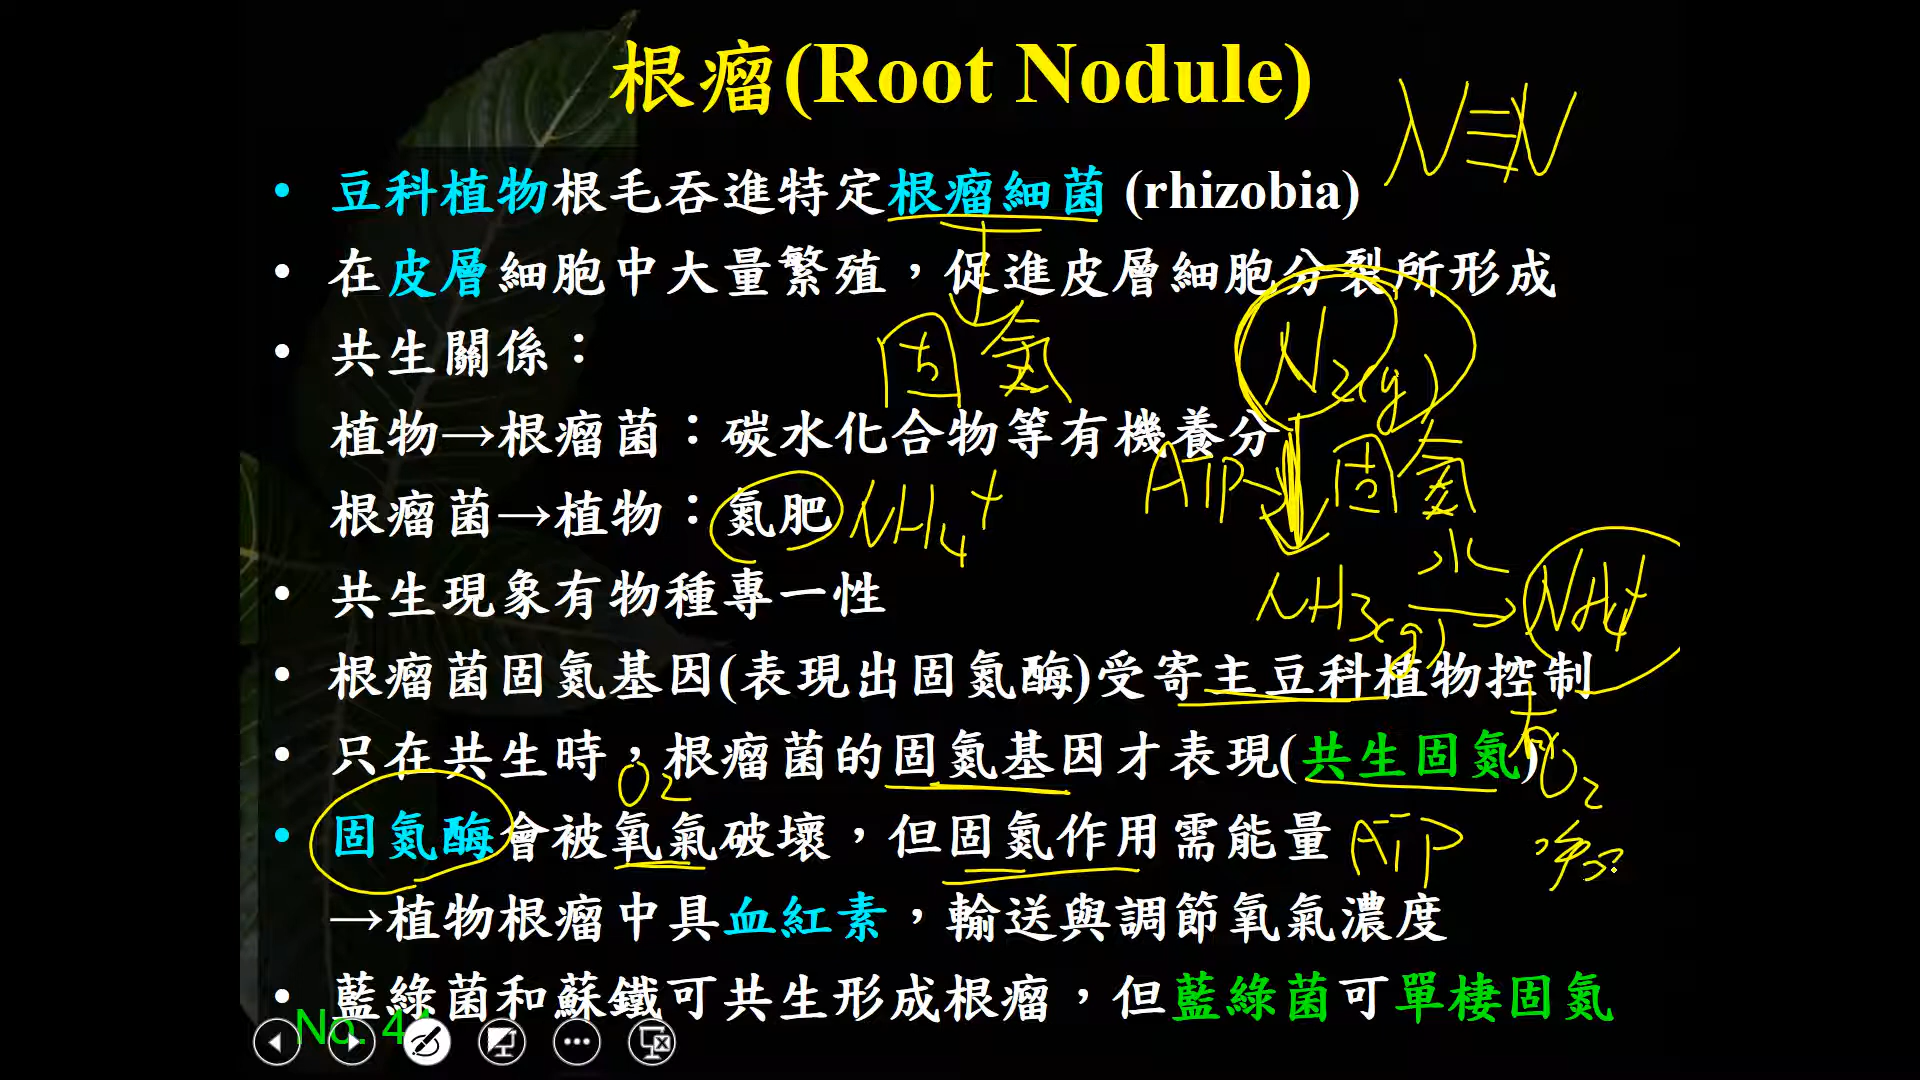 根瘤(Root Nodule)
N≡N
• 豆科植物根毛吞進特定根瘤細菌 (rhizobia)
• 在皮層細胞中大量繁殖，促進皮層細胞分裂所形成
固氮
N2(g)
• 共生關係：
植物→根瘤菌：碳水化合物等有機養分
ATP 固氮
根瘤菌→植物：氮肥 NH4+
NH3(g) 水 NH4+
• 共生現象有物種專一性
• 根瘤菌固氮基因(表現出固氮酶)受寄主豆科植物控制
• 只在共生時，根瘤菌的固氮基因才表現(共生固氮)
O2
• 固氮酶會被氧氣破壞，但固氮作用需能量 ATP
→植物根瘤中具血紅素，輸送與調節氧氣濃度
• 藍綠菌和蘇鐵可共生形成根瘤，但藍綠菌可單棲固氮
No. 44